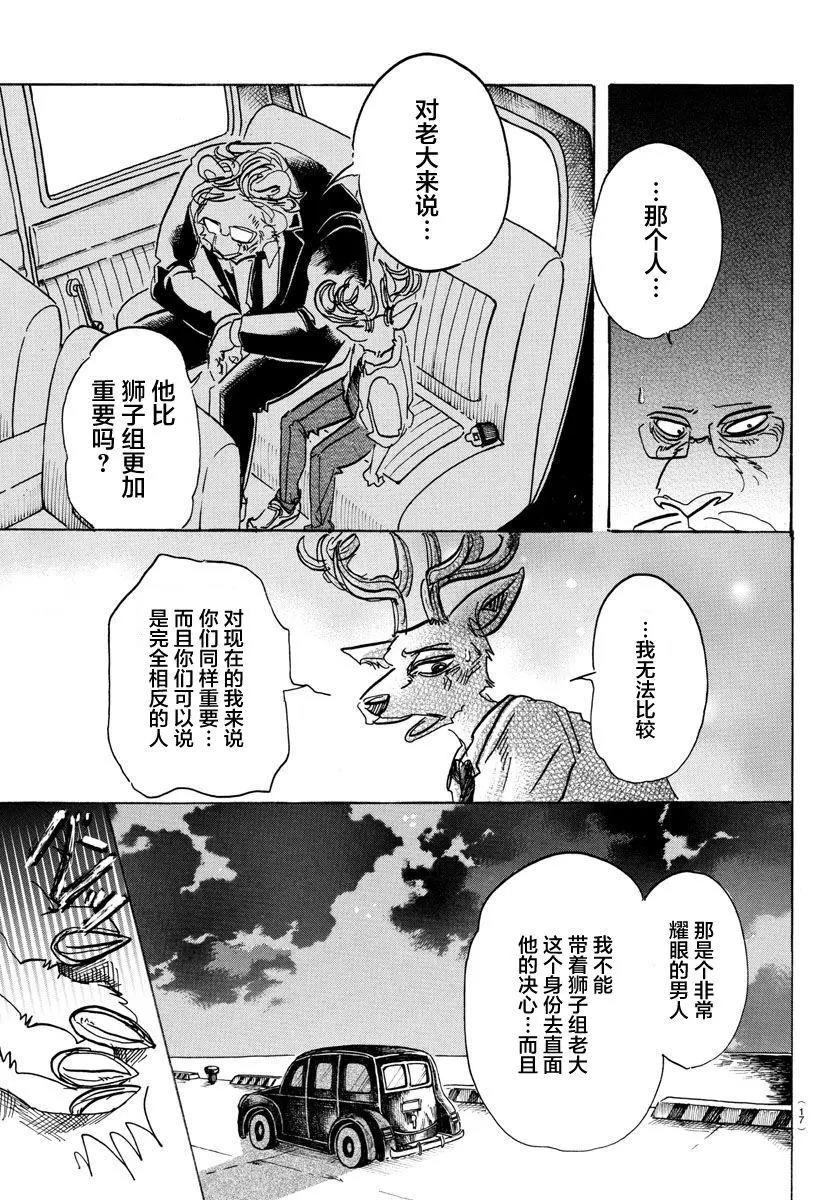 …那个人…
对老大来说…
他比
狮子组更加
重要吗？
…我无法比较
对现在的我来说
你们同样重要…
而且你们可以说
是完全相反的人
那是个非常
耀眼的男人
我不能
带着狮子组老大
这个身份去直面
他的决心…而且
17